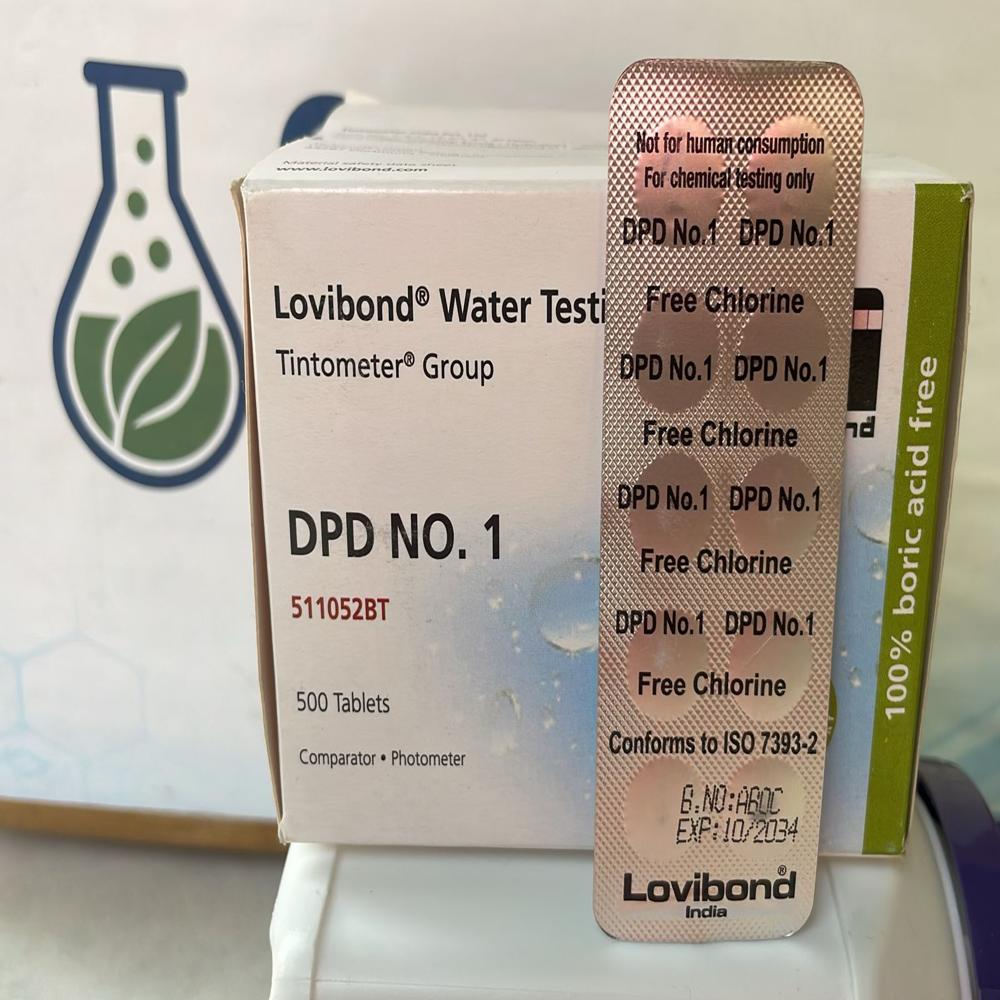 www.lovibond.com
Lovibond® Water Testi
Tintometer® Group
DPD NO. 1
511052BT
500 Tablets
Comparator • Photometer
100% boric acid free
nd
Not for human consumption
For chemical testing only
DPD No.1 DPD No.1
Free Chlorine
DPD No.1 DPD No.1
Free Chlorine
DPD No.1 DPD No.1
Free Chlorine
DPD No.1 DPD No.1
Free Chlorine
Conforms to ISO 7393-2
EXP:10/2034
Lovibond®
India